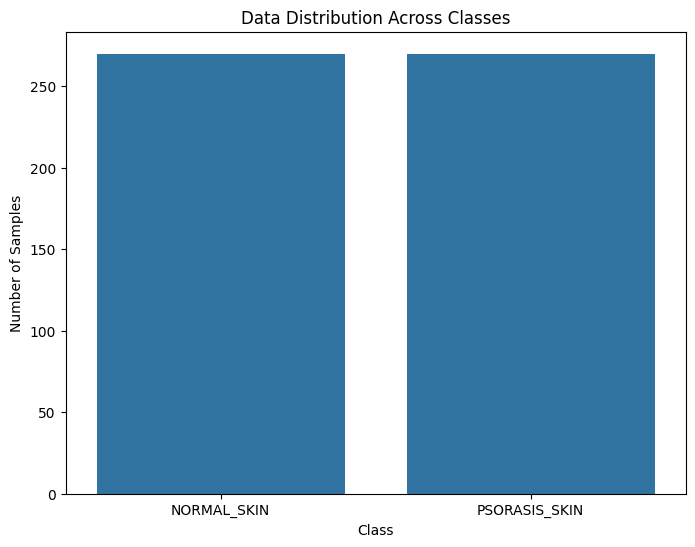 Data Distribution Across Classes
Number of Samples
250
200
150
100
50
0
NORMAL_SKIN PSORASIS_SKIN
Class